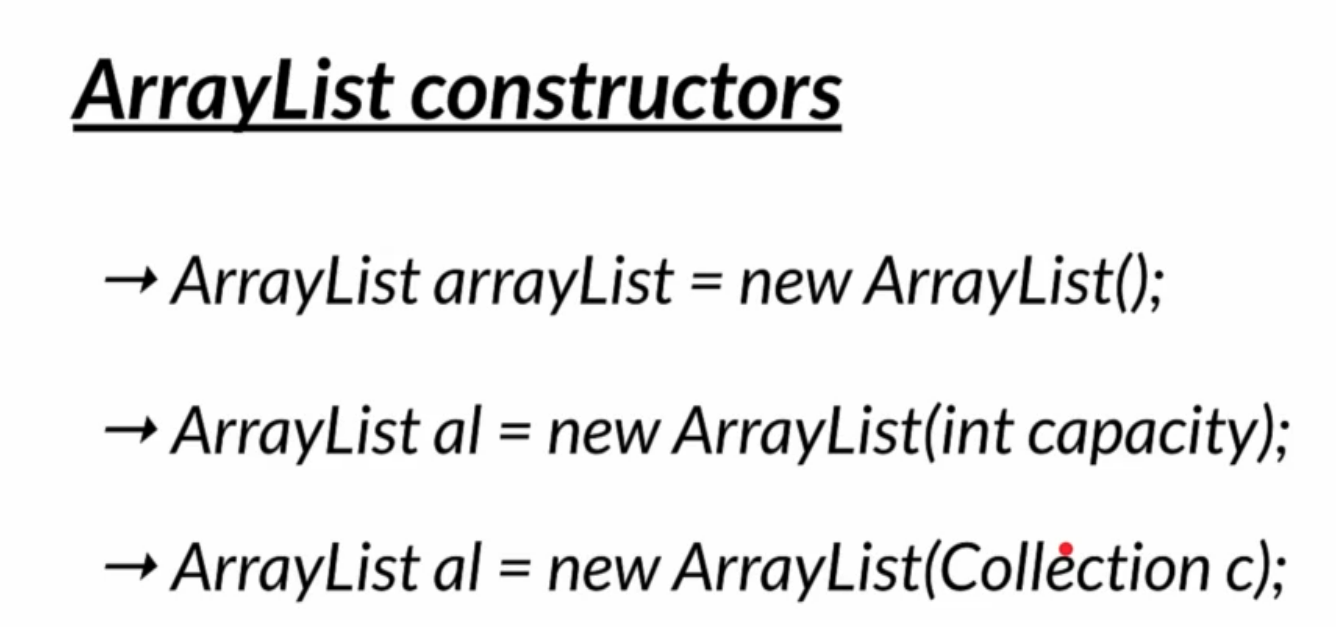 ArrayList constructors
→ ArrayList arrayList = new ArrayList();
→ ArrayList al = new ArrayList(int capacity);
→ ArrayList al = new ArrayList(Collection c);